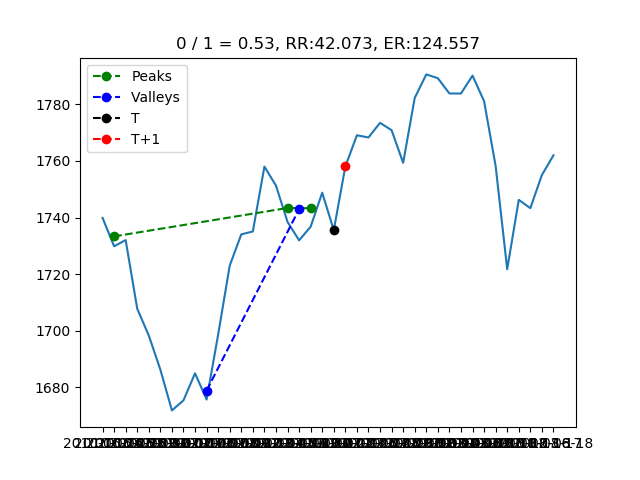 0 / 1 = 0.53, RR:42.073, ER:124.557
Peaks
Valleys
T
T+1
1780
1760
1740
1720
1700
1680